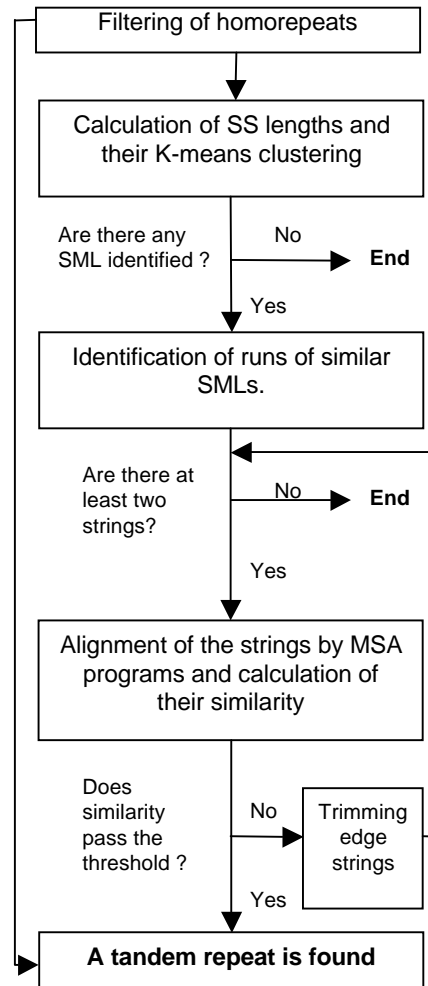 Filtering of homorepeats
Calculation of SS lengths and
their K-means clustering
Are there any
SML identified ?
No
End
Yes
Identification of runs of similar
SMLs.
Are there at
least two
strings?
No
End
Yes
Alignment of the strings by MSA
programs and calculation of
their similarity
Does
similarity
pass the
threshold ?
No
Trimming
edge
strings
Yes
A tandem repeat is found